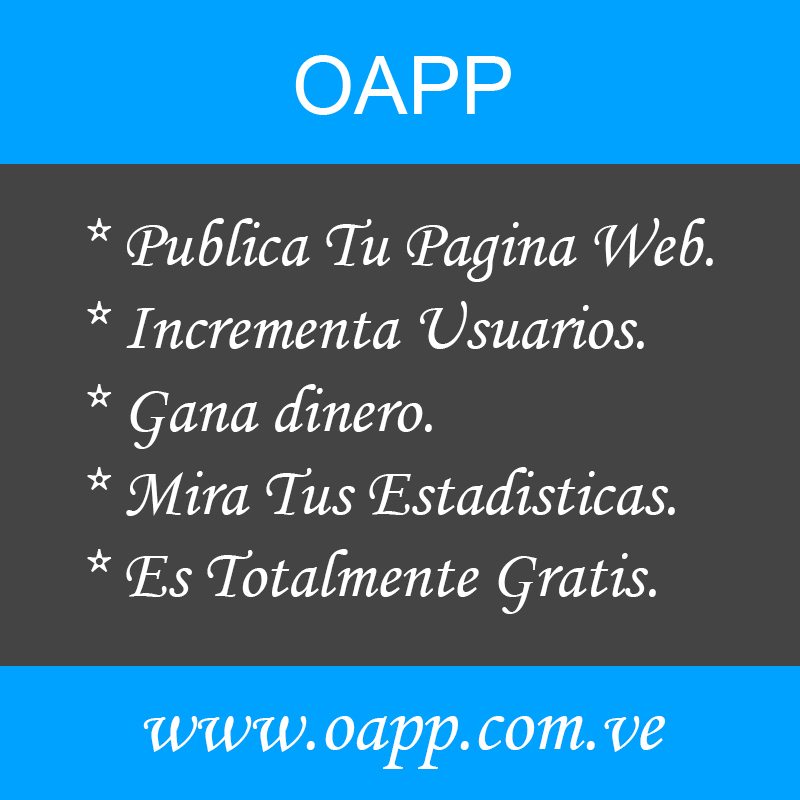 OAPP
* Publica Tu Pagina Web.
* Incrementa Usuarios.
* Gana dinero.
* Mira Tus Estadisticas.
* Es Totalmente Gratis.
www.oapp.com.ve